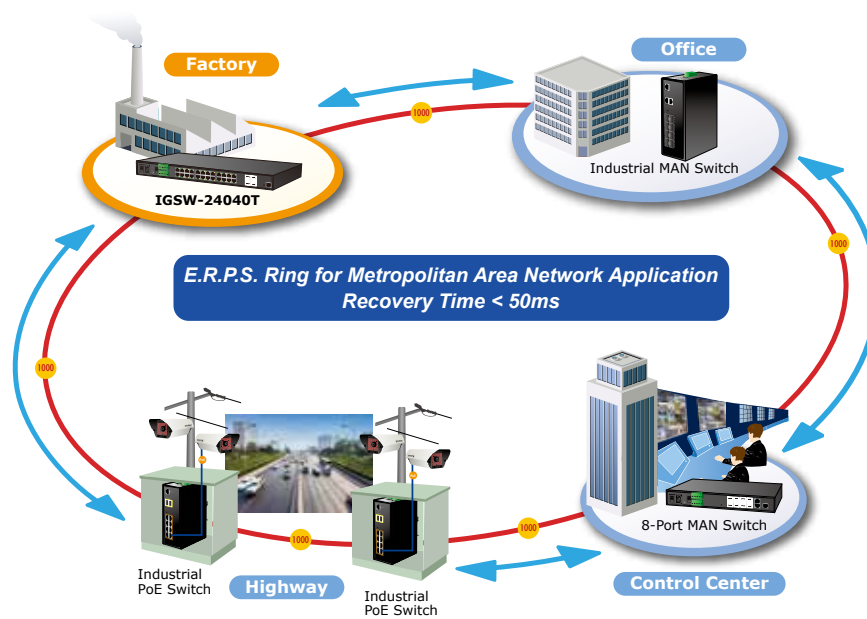 Office
Factory
1000
Industrial MAN Switch
IGSW-24040T
1000
E.R.P.S. Ring for Metropolitan Area Network Application
Recovery Time < 50ms
1000
8-Port MAN Switch
1000
1000
Industrial
PoE Switch
Highway
Control Center
Industrial
PoE Switch